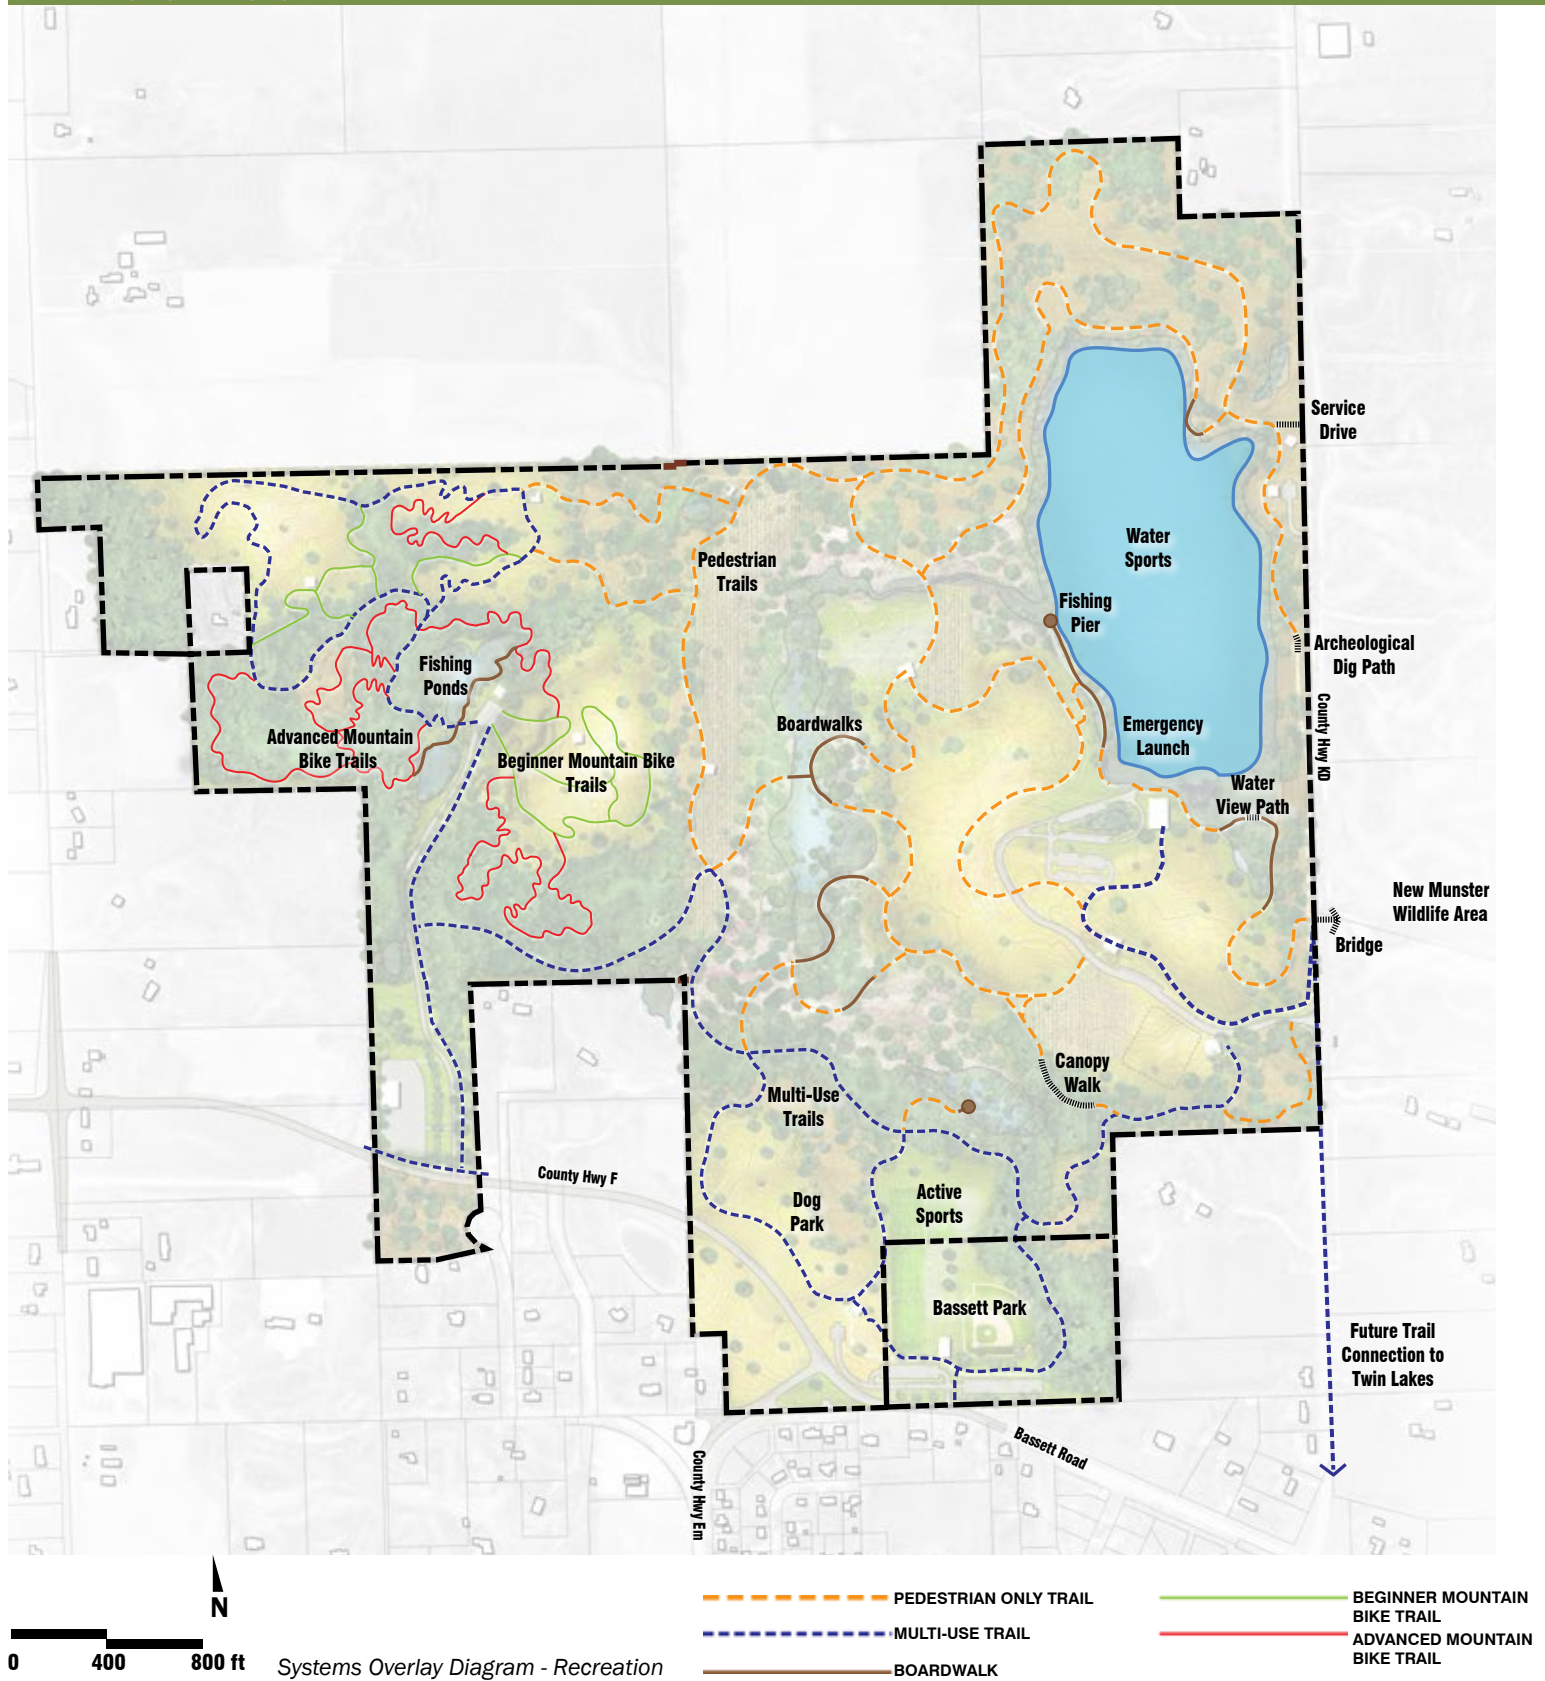 Service
Drive
Water
Sports
Pedestrian
Trails
Fishing
Pier
Archeological
Dig Path
Fishing
Ponds
County Hwy KD
Boardwalks
Emergency
Launch
Advanced Mountain
Bike Trails
Beginner Mountain Bike
Trails
Water
View Path
New Munster
Wildlife Area
Bridge
Canopy
Walk
Multi-Use
Trails
County Hwy F
Dog
Park
Active
Sports
Bassett Park
Future Trail
Connection to
Twin Lakes
Bassett Road
County Hwy Em
N
0 400 800 ft
Systems Overlay Diagram - Recreation
PEDESTRIAN ONLY TRAIL
MULTI-USE TRAIL
BOARDWALK
BEGINNER MOUNTAIN
BIKE TRAIL
ADVANCED MOUNTAIN
BIKE TRAIL